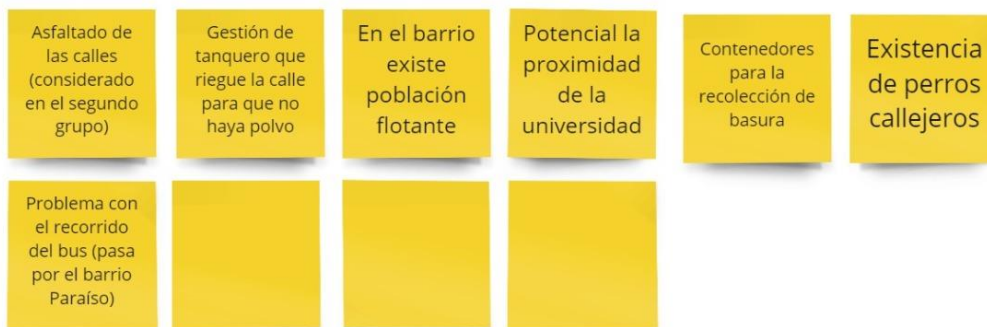 Asfaltado de
las calles
(considerado
en el segundo
grupo)
Gestión de
tanquero que
riegue la calle
para que no
haya polvo
En el barrio
existe
población
flotante
Potencial la
proximidad
de la
universidad
Contenedores
para la
recolección de
basura
Existencia
de perros
callejeros
Problema con
el recorrido
del bus (pasa
por el barrio
Paraíso)